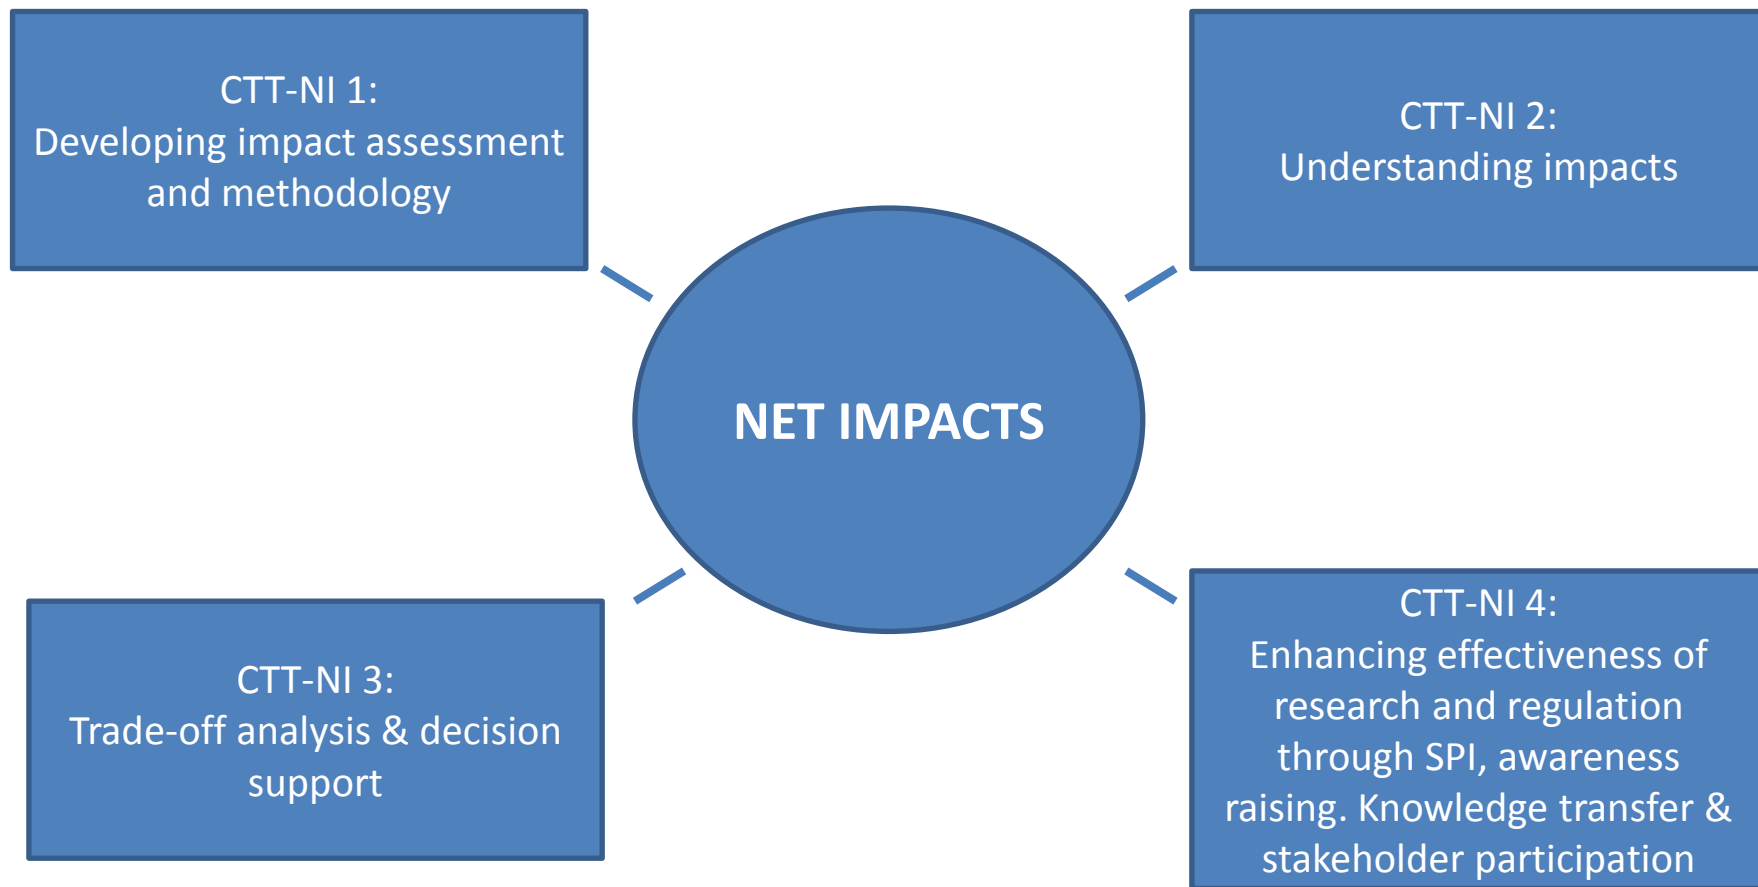 CTT-NI 1:
Developing impact assessment
and methodology
CTT-NI 2:
Understanding impacts
NET IMPACTS
CTT-NI 3:
Trade-off analysis & decision
support
CTT-NI 4:
Enhancing effectiveness of
research and regulation
through SPI, awareness
raising. Knowledge transfer &
stakeholder participation